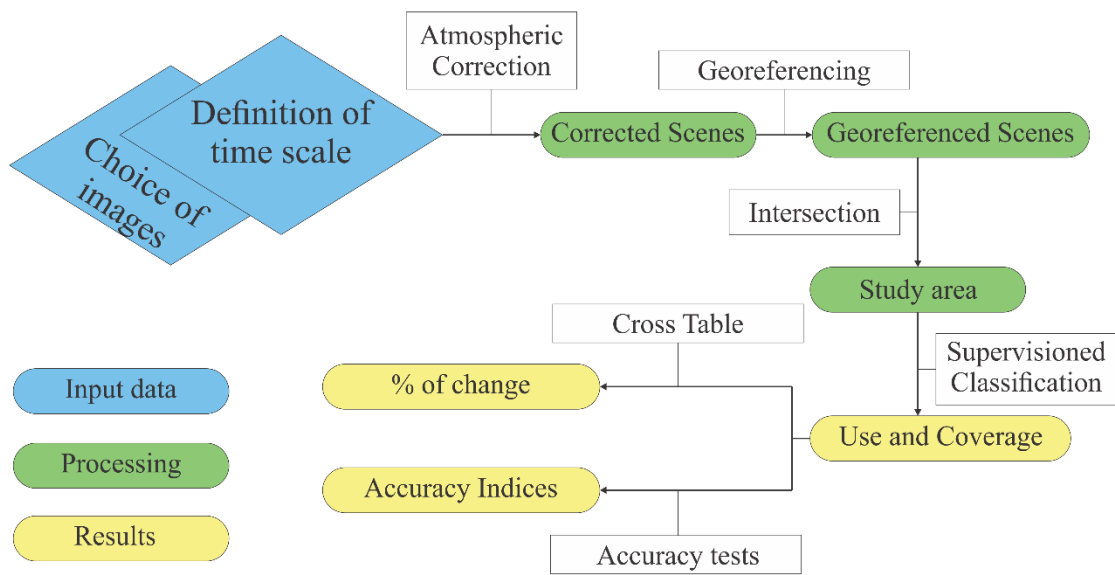 Atmospheric
Correction
Georeferencing
Definition of
time scale
Choice of
images
Corrected Scenes
Georeferenced Scenes
Intersection
Study area
Cross Table
Supervisioned
Classification
Input data
% of change
Use and Coverage
Processing
Accuracy Indices
Results
Accuracy tests